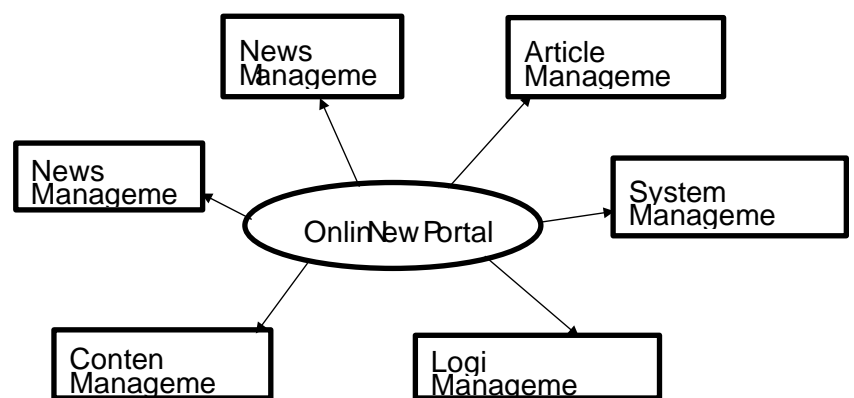 News
Manageme
Article
Manageme
News
Manageme
System
Manageme
OnlinNew Portal
Conten
Manageme
Logi
Manageme